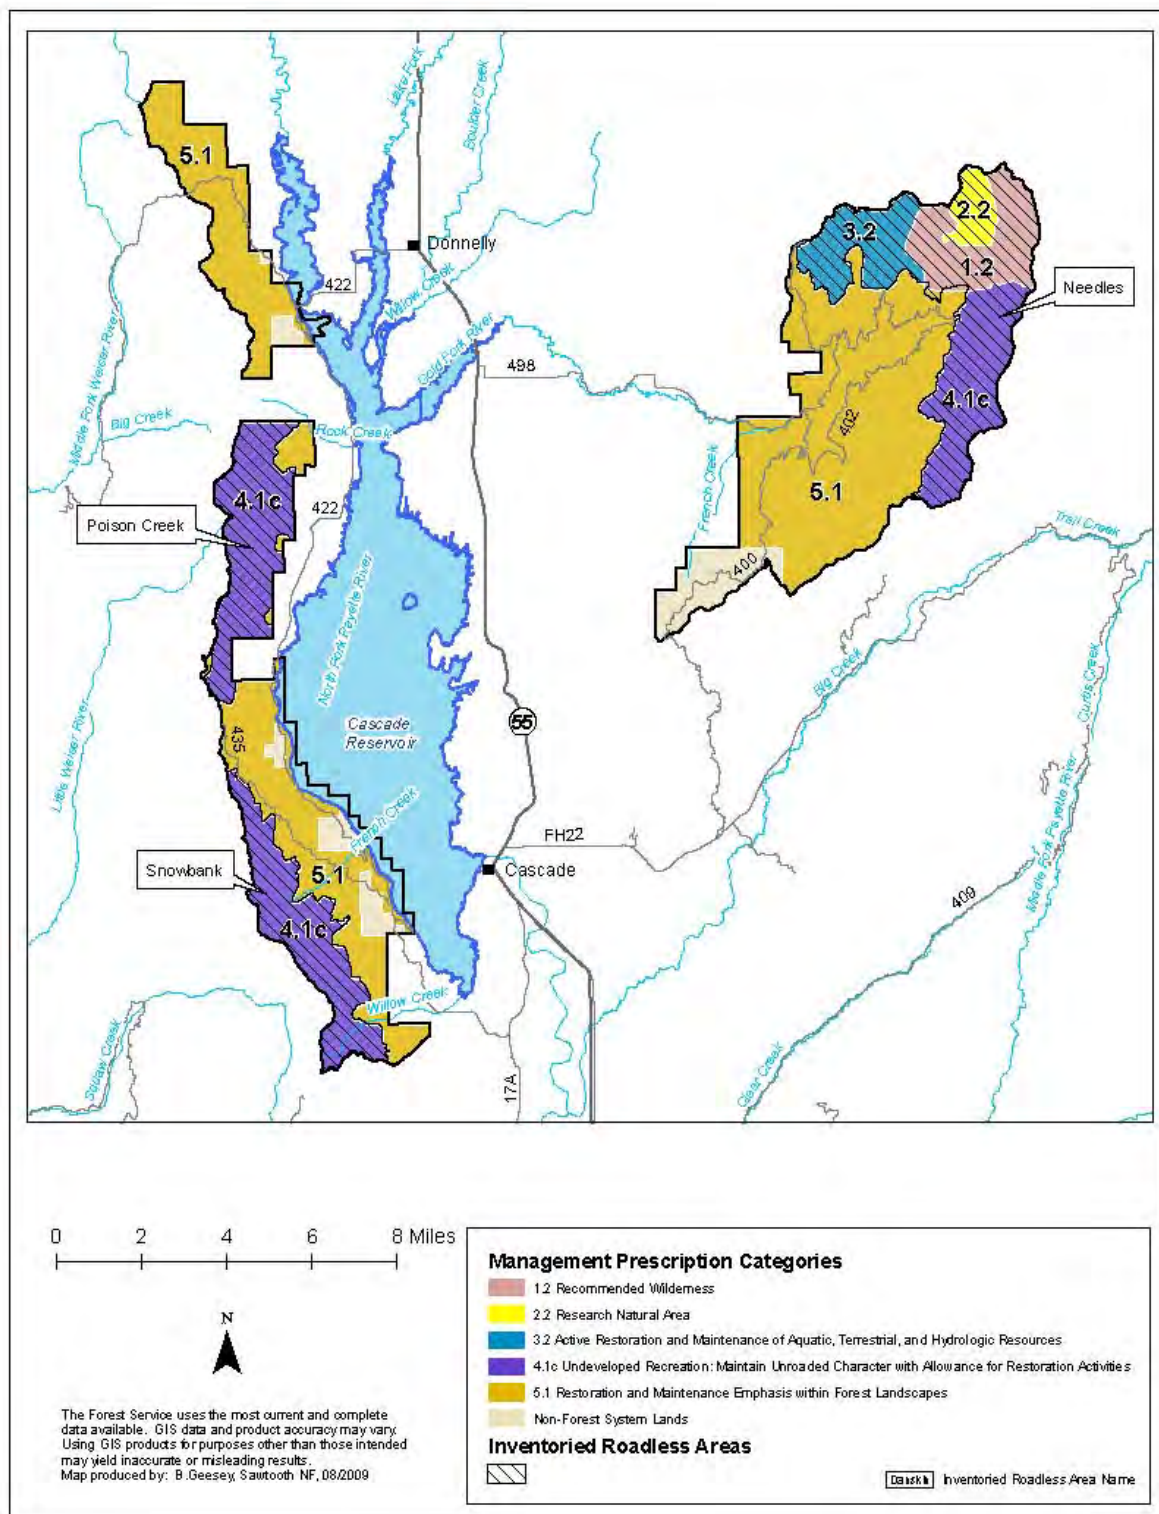 Lake Fork
Boulder Creek
5.1
2.2
3.2
Donnelly
1.2
422
Willow Creek
Needles
Middle Fork Weiser River
Gold Fork River
498
4.1c
Big Creek
Rock Creek
402
4.1c
422
5.1
French Creek
Poison Creek
Trail Creek
400
North Fork Payette River
Big Creek
Curtis Creek
Little Weiser River
435
Cascade
Reservoir
55
Middle Fork Payette River
French Creek
FH22
Snowbank
5.1
Cascade
409
4.1c
Willow Creek
Squaw Creek
17A
Clear Creek
0 2 4 6 8 Miles
N
The Forest Service uses the most current and complete
data available. GIS data and product accuracy may vary.
Using GIS products for purposes other than those intended
may yield inaccurate or misleading results.
Map produced by: B.Geesey, Sawtooth NF, 08/2009
Management Prescription Categories
1.2 Recommended Wilderness
2.2 Research Natural Area
3.2 Active Restoration and Maintenance of Aquatic, Terrestrial, and Hydrologic Resources
4.1c Undeveloped Recreation: Maintain Unroaded Character with Allowance for Restoration Activities
5.1 Restoration and Maintenance Emphasis within Forest Landscapes
Non-Forest System Lands
Inventoried Roadless Areas
Inventoried Roadless Area Name